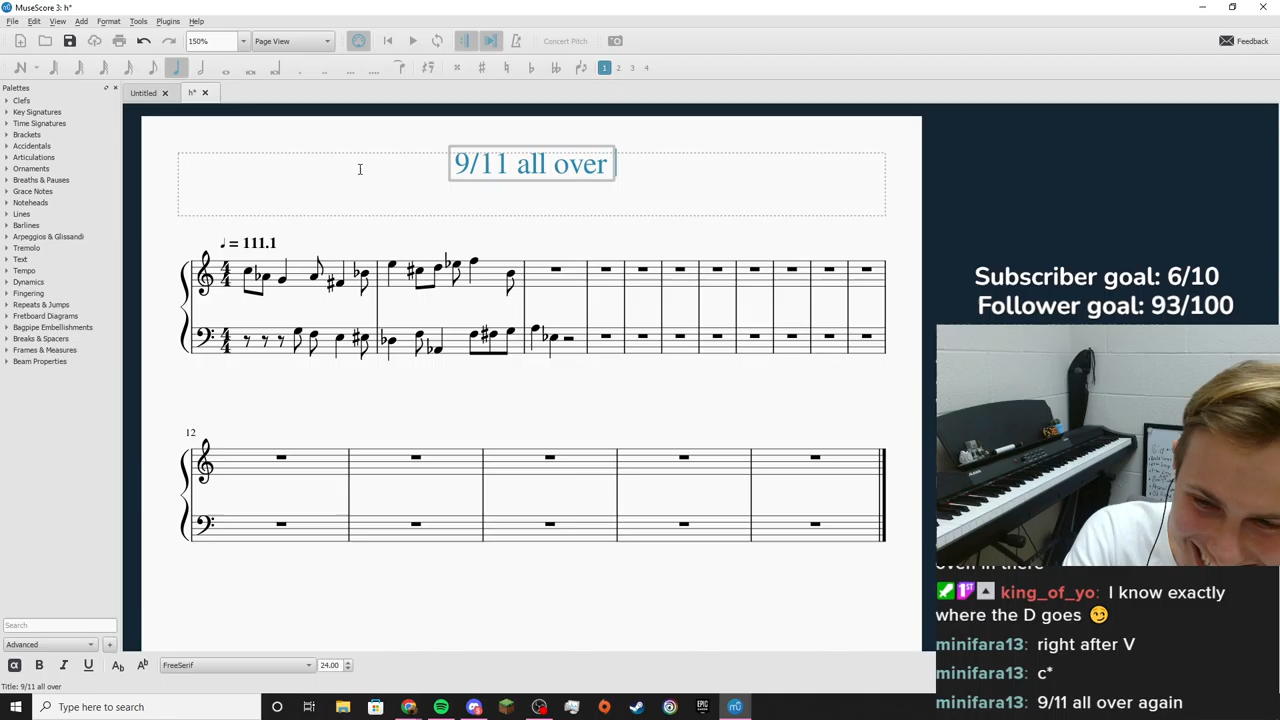 MuseScore 3: h*
File Edit View Add Format Tools Plugins Help
150% Page View Concert Pitch Feedback
1 2 3 4
Palettes
Untitled h*
Clefs
Key Signatures
Time Signatures
Brackets
Accidentals
Articulations
Ornaments
Breaths & Pauses
Grace Notes
Noteheads
Lines
Barlines
Arpeggios & Glissandi
Tremolo
Text
Tempo
Dynamics
Fingering
Repeats & Jumps
Fretboard Diagrams
Bagpipe Embellishments
Breaks & Spacers
Frames & Measures
Beam Properties
Search
Advanced
9/11 all over
♩ = 111.1
12
Subscriber goal: 6/10
Follower goal: 93/100
oven in there
king_of_yo: I know exactly
where the D goes 😏
minifara13: right after V
minifara13: c*
minifara13: 9/11 all over again
FreeSerif 24.00
Title: 9/11 all over
Type here to search